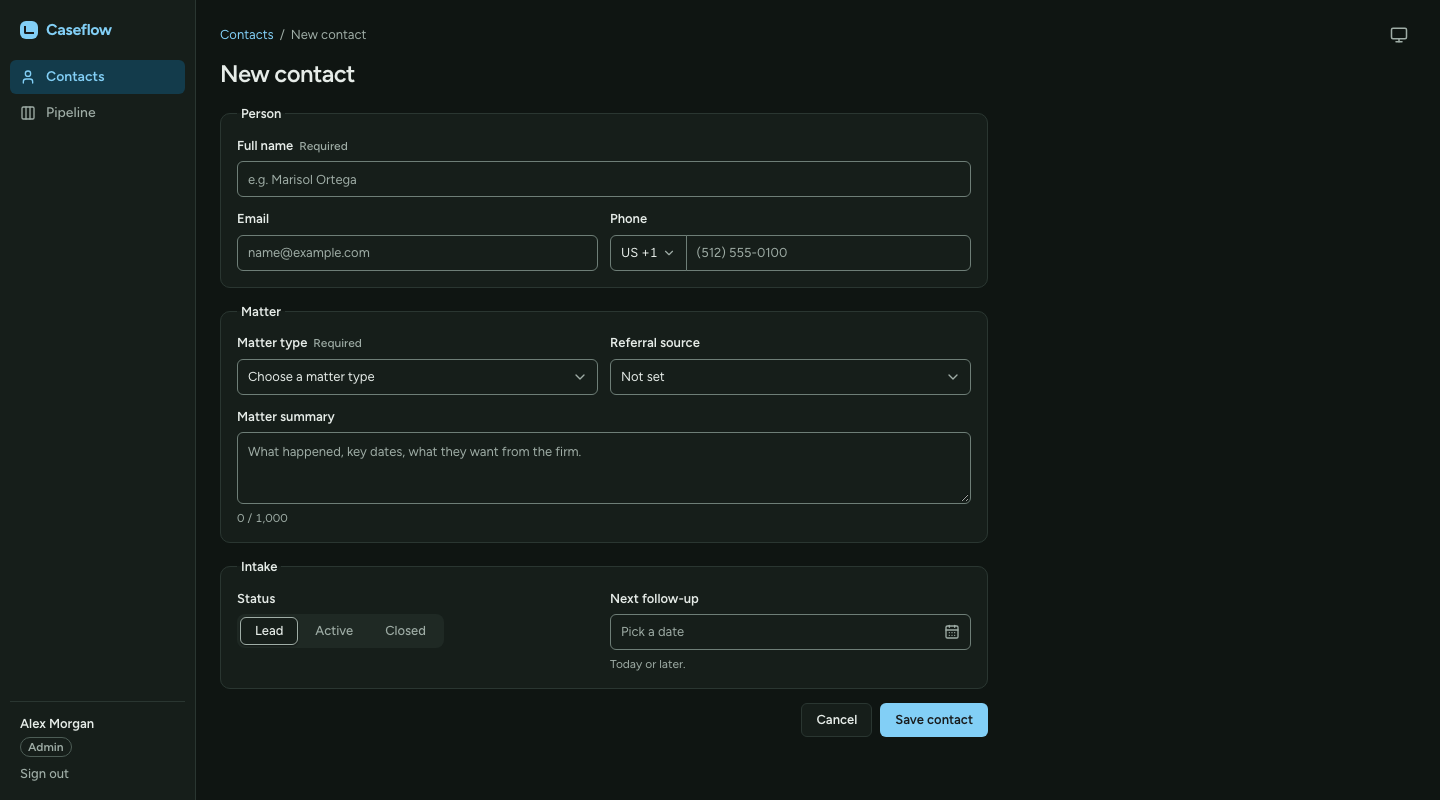 Caseflow
Contacts
Pipeline
Alex Morgan
Admin
Sign out
Contacts / New contact
New contact
Person
Full name Required
e.g. Marisol Ortega
Email
Phone
name@example.com
US +1
(512) 555-0100
Matter
Matter type Required
Referral source
Choose a matter type
Not set
Matter summary
What happened, key dates, what they want from the firm.
0 / 1,000
Intake
Status
Next follow-up
Lead Active Closed
Pick a date
Today or later.
Cancel
Save contact